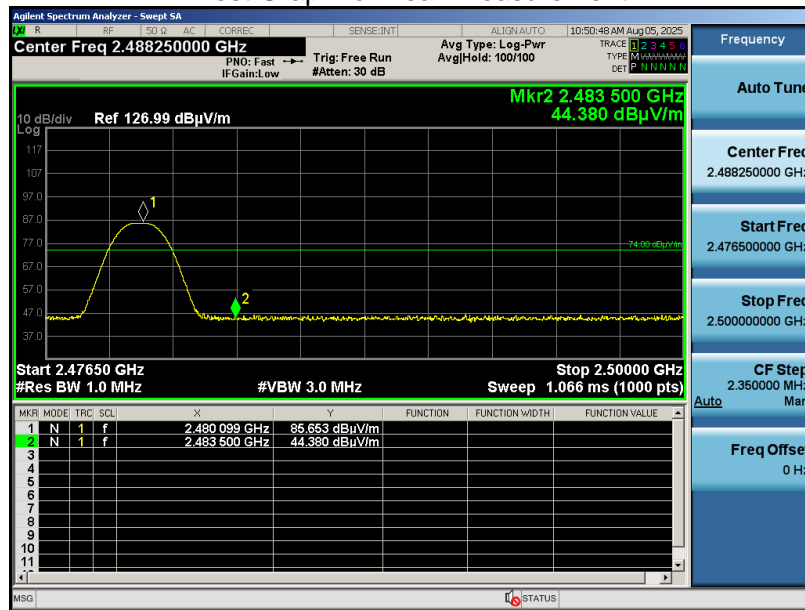 Agilent Spectrum Analyzer - Swept SA
LXI R RF 50 Ω AC CORREC SENSE:INT ALIGN AUTO 10:50:48 AM Aug 05, 2025
Center Freq 2.488250000 GHz
PNO: Fast
IFGain:Low
Trig: Free Run
#Atten: 30 dB
Avg Type: Log-Pwr
Avg|Hold: 100/100
TRACE 1 2 3 4 5 6
TYPE M
DET P N N N N N
Frequency
Mkr2 2.483 500 GHz
44.380 dBµV/m
10 dB/div Ref 126.99 dBµV/m
Log
117
107
97.0
87.0
77.0
67.0
57.0
47.0
37.0
1
2
74.00 dBµV/m
Start 2.47650 GHz Stop 2.50000 GHz
#Res BW 1.0 MHz #VBW 3.0 MHz Sweep 1.066 ms (1000 pts)
MKR MODE TRC SCL X Y FUNCTION FUNCTION WIDTH FUNCTION VALUE
1 N 1 f 2.480 099 GHz 85.653 dBµV/m
2 N 1 f 2.483 500 GHz 44.380 dBµV/m
3
4
5
6
7
8
9
10
11
Auto Tune
Center Freq
2.488250000 GHz
Start Freq
2.476500000 GHz
Stop Freq
2.500000000 GHz
CF Step
2.350000 MHz
Auto Man
Freq Offset
0 Hz
MSG STATUS